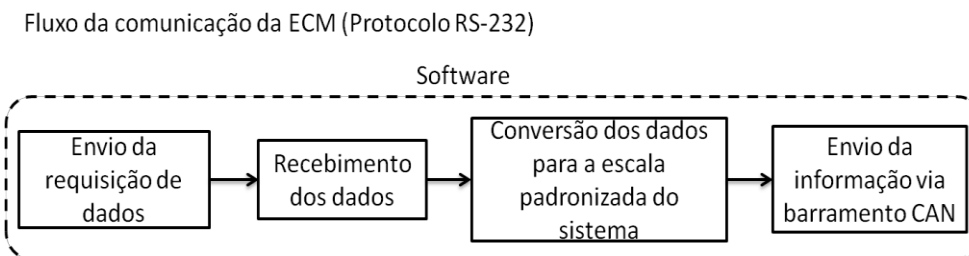 Fluxo da comunicação da ECM (Protocolo RS-232)
Software
Envio da
requisição de
dados
Recebimento
dos dados
Conversão dos dados
para a escala
padronizada do
sistema
Envio da
informação via
barramento CAN